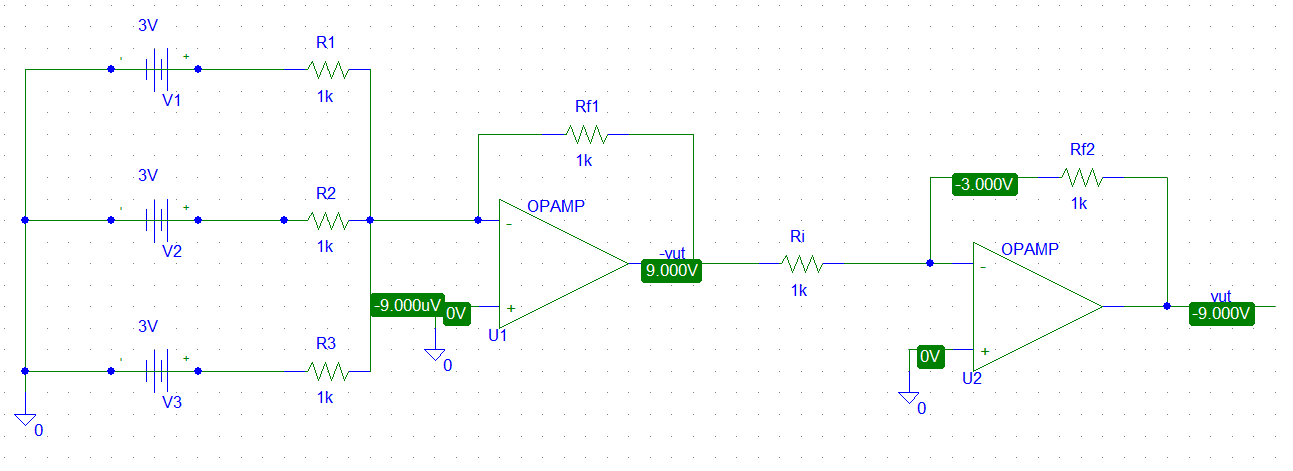 3V
R1
- +
V1
1k
Rf1
1k
3V
R2
- +
V2
1k
OPAMP
-
+
U1
-vut
9.000V
Ri
1k
-3.000V
Rf2
1k
OPAMP
-
+
U2
vut
-9.000V
-9.000uV
0V
0
0V
0
3V
R3
- +
V3
1k
0